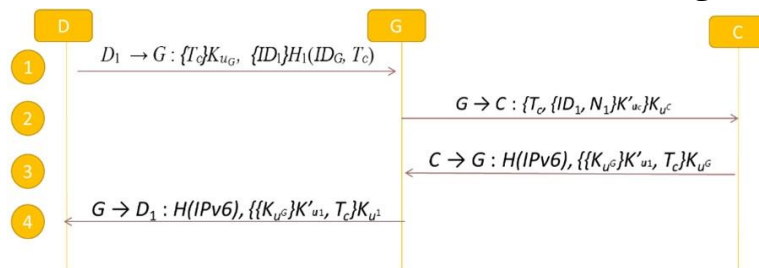 D G C
1 D₁ → G : {T_c}K_{u_G}, {ID₁}H₁(ID_G, T_c)
2 G → C : {T_c, {ID₁, N₁}K'_{uc}}K_{u^C}
3 C → G : H(IPv6), {{K_{u^G}}K'_{u1}, T_c}K_{u^G}
4 G → D₁ : H(IPv6), {{K_{u^G}}K'_{u1}, T_c}K_{u^1}